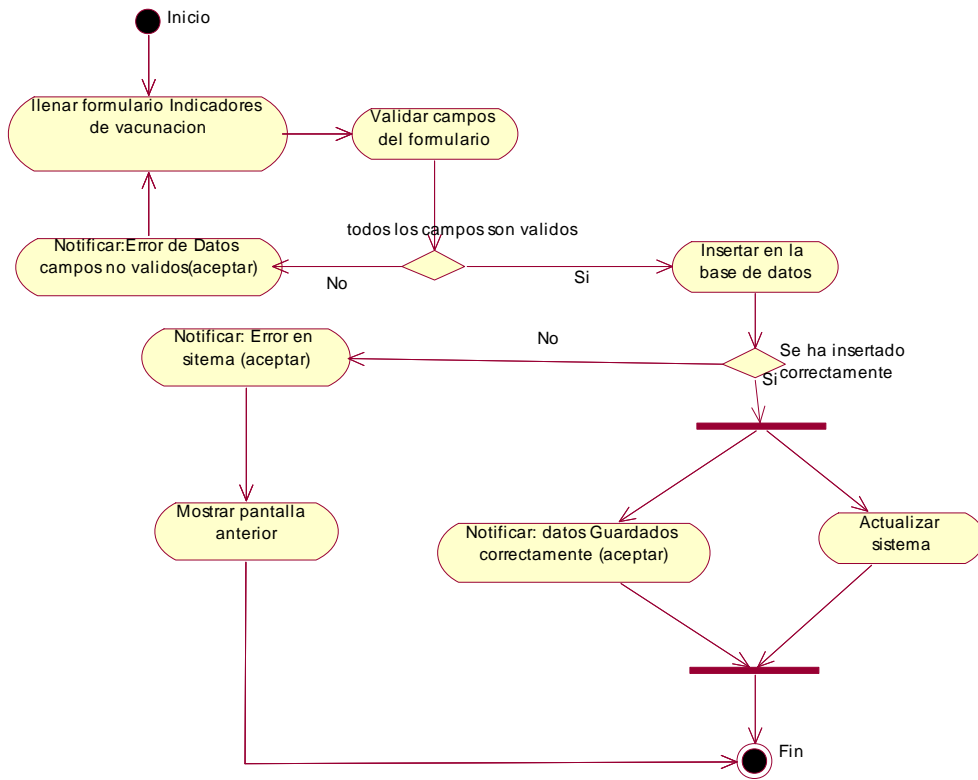 Inicio
llenar formulario Indicadores
de vacunacion
Validar campos
del formulario
todos los campos son validos
Notificar:Error de Datos
campos no validos(aceptar)
No
Si
Insertar en la
base de datos
Notificar: Error en
sitema (aceptar)
No
Se ha insertado
correctamente
Si
Mostrar pantalla
anterior
Notificar: datos Guardados
correctamente (aceptar)
Actualizar
sistema
Fin